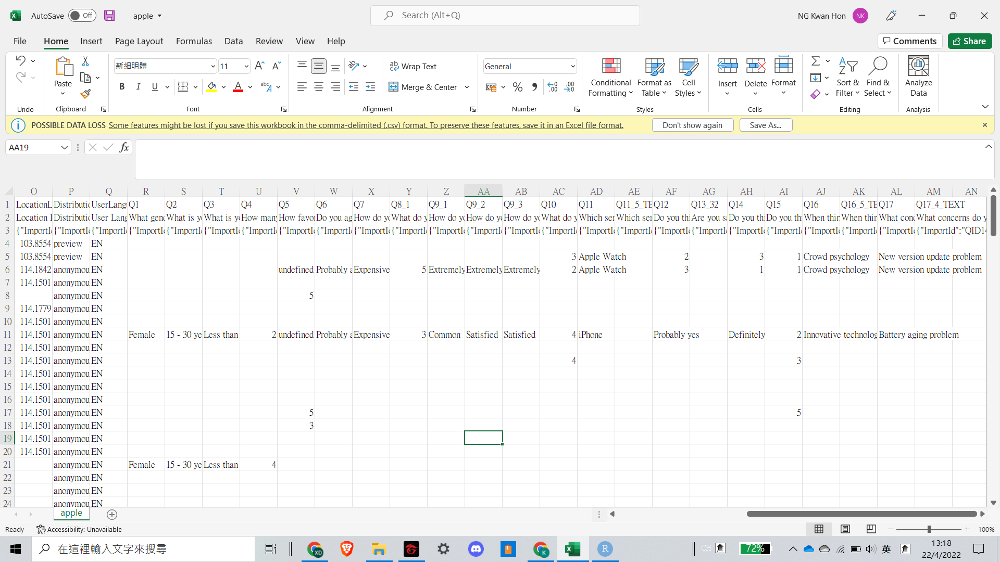 AutoSave Off apple Search (Alt+Q) NG Kwan Hon NK
File Home Insert Page Layout Formulas Data Review View Help Comments Share
新細明體 11 Wrap Text General
Paste B I U Merge & Center Conditional Formatting Format as Table Cell Styles Insert Delete Format Sort & Filter Find & Select Analyze Data
Undo Clipboard Font Alignment Number Styles Cells Editing Analysis
POSSIBLE DATA LOSS Some features might be lost if you save this workbook in the comma-delimited (.csv) format. To preserve these features, save it in an Excel file format. Don't show again Save As...
AA19 fx
O P Q R S T U V W X Y Z AA AB AC AD AE AF AG AH AI AJ AK AL AM AN
1 LocationL Distributi UserLang Q1 Q2 Q3 Q4 Q5 Q6 Q7 Q8_1 Q9_1 Q9_2 Q9_3 Q10 Q11 Q11_5_TE Q12 Q13_32 Q14 Q15 Q16 Q16_5_TE Q17 Q17_4_TEXT
2 Location Distributi User Lang What gen What is y What is y How man How favo Do you ag How do yo What do y How do yo How do yo How do yo What do y Which ser Which ser Do you thi Are you sa Do you thi Do you thi When thin When thin What con What concerns do y
3 {"ImportI {"ImportI {"ImportI {"ImportI {"ImportI {"ImportI {"ImportI {"ImportI {"ImportI {"ImportI {"ImportI {"ImportI {"ImportI {"ImportI {"ImportI {"ImportI {"ImportI {"ImportI {"ImportI {"ImportI {"ImportI {"ImportI {"ImportI {"ImportI {"ImportId":"QID14
4 103.8554 preview EN
5 103.8554 preview EN 3 Apple Watch 2 3 1 Crowd psychology New version update problem
6 114.1842 anonymou EN undefined Probably a Expensive 5 Extremely Extremely Extremely 2 Apple Watch 3 1 1 Crowd psychology New version update problem
7 114.1501 anonymou EN
8 anonymou EN 5
9 114.1779 anonymou EN
10 114.1501 anonymou EN
11 114.1501 anonymou EN Female 15 - 30 ye Less than 2 undefined Probably a Expensive 3 Common Satisfied Satisfied 4 iPhone Probably yes Definitely 2 Innovative technolog Battery aging problem
12 114.1501 anonymou EN
13 114.1501 anonymou EN 4 3
14 114.1501 anonymou EN
15 114.1501 anonymou EN
16 114.1501 anonymou EN
17 114.1501 anonymou EN 5 5
18 114.1501 anonymou EN 3
19 114.1501 anonymou EN
20 114.1501 anonymou EN
21 anonymou EN Female 15 - 30 ye Less than 4
22 anonymou EN
23 anonymou EN
24 anonymou EN
apple
Ready Accessibility: Unavailable 100%
在這裡輸入文字來搜尋 XD K R CH 倉 72% 英 倉 13:18
22/4/2022